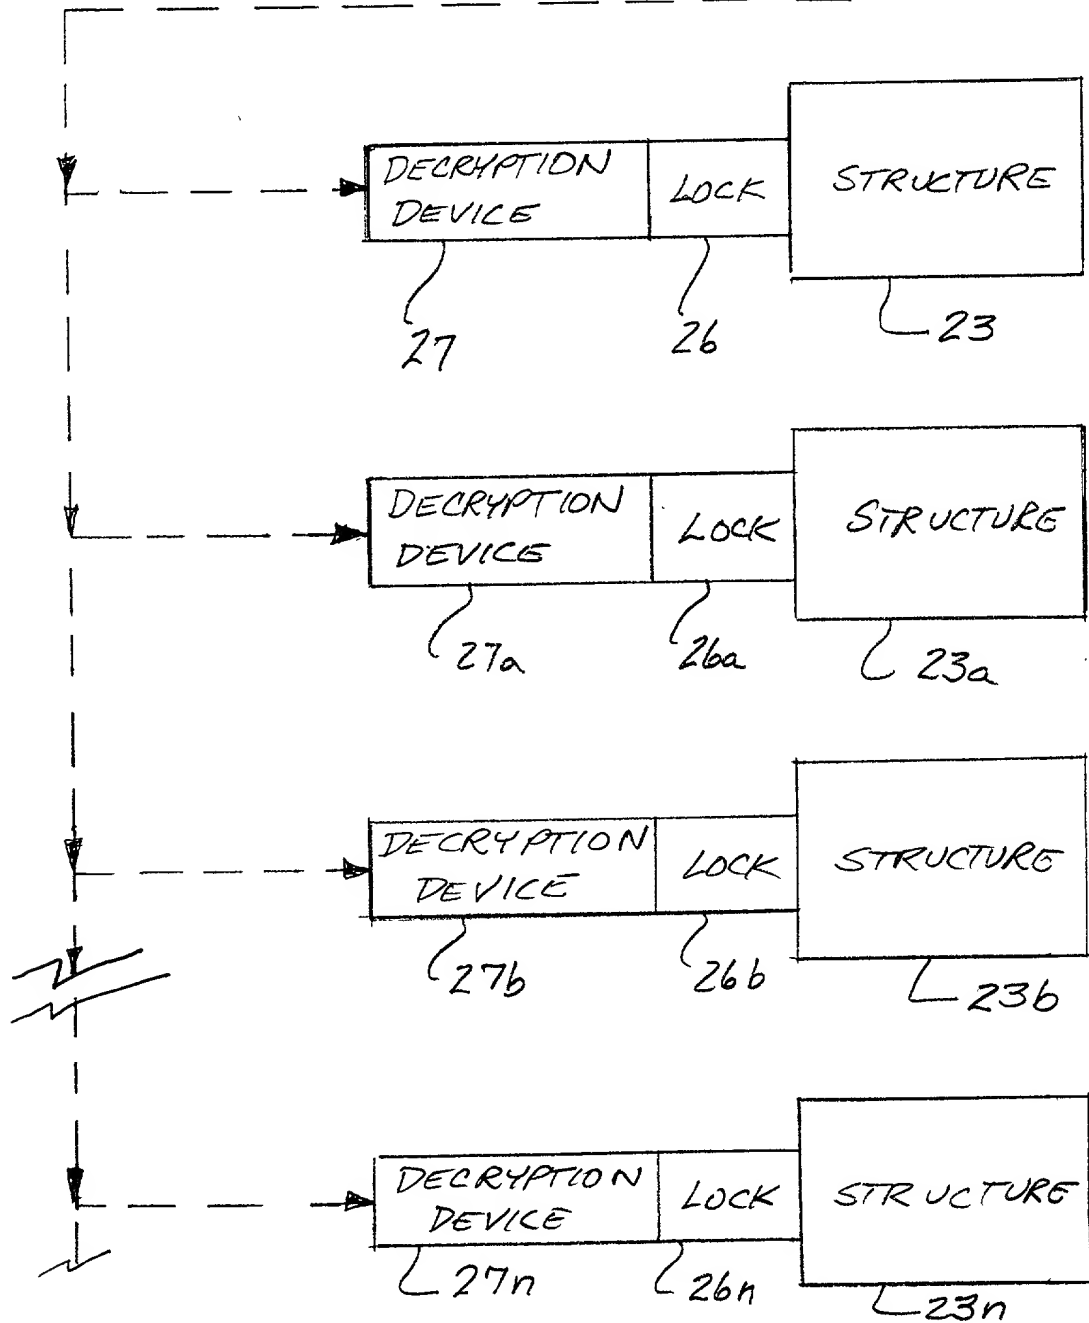 DECRYPTION
DEVICE
LOCK
STRUCTURE
27
26
23
DECRYPTION
DEVICE
LOCK
STRUCTURE
27a
26a
23a
DECRYPTION
DEVICE
LOCK
STRUCTURE
27b
26b
23b
DECRYPTION
DEVICE
LOCK
STRUCTURE
27n
26n
23n